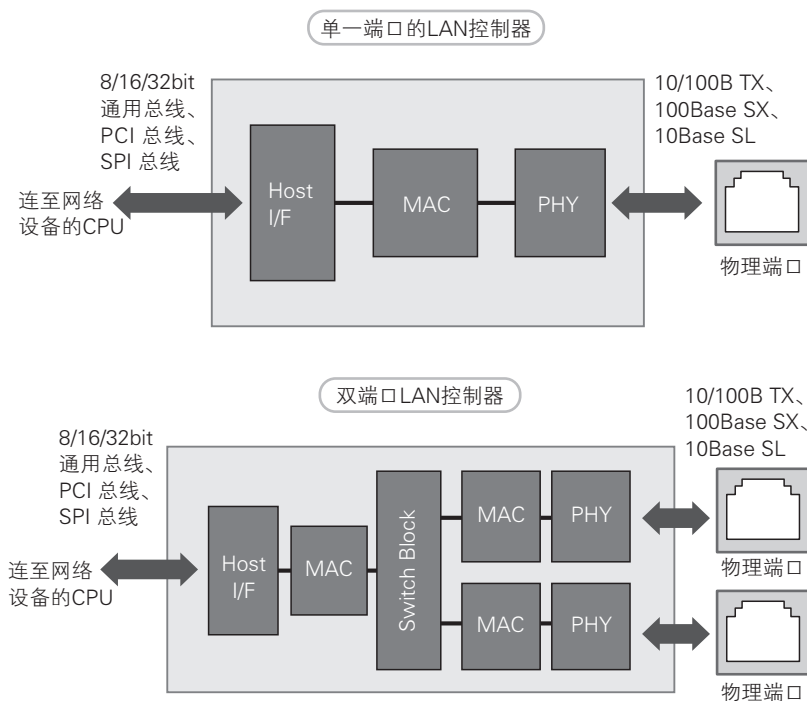 单一端口的LAN控制器
8/16/32bit
通用总线、
PCI 总线、
SPI 总线
10/100B TX、
100Base SX、
10Base SL
连至网络
设备的CPU
Host
I/F
MAC
PHY
物理端口
双端口LAN控制器
8/16/32bit
通用总线、
PCI 总线、
SPI 总线
10/100B TX、
100Base SX、
10Base SL
连至网络
设备的CPU
Host
I/F
MAC
Switch Block
MAC
PHY
物理端口
MAC
PHY
物理端口